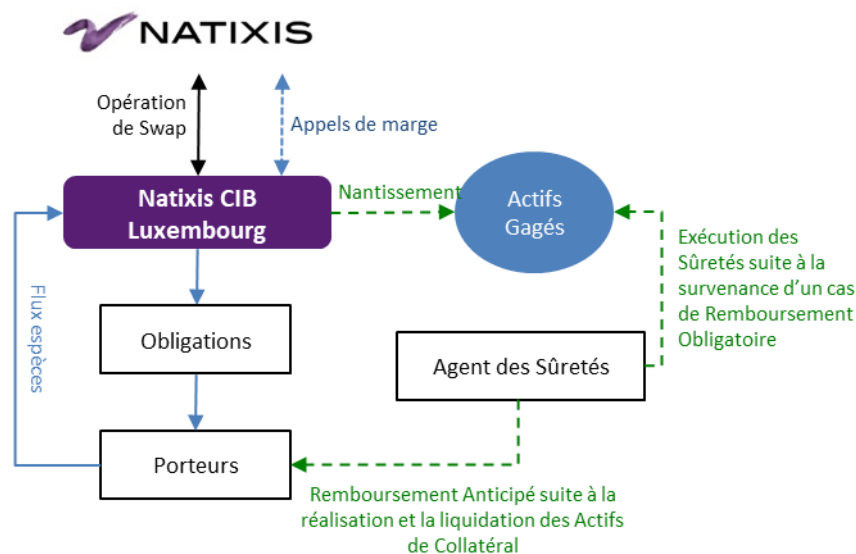 NATIXIS
Opération
de Swap
Appels de marge
Natixis CIB
Luxembourg
Nantissement
Actifs
Gagés
Exécution des
Sûretés suite à la
survenance d'un cas
de Remboursement
Obligatoire
Flux espèces
Obligations
Agent des Sûretés
Porteurs
Remboursement Anticipé suite à la
réalisation et la liquidation des Actifs
de Collatéral